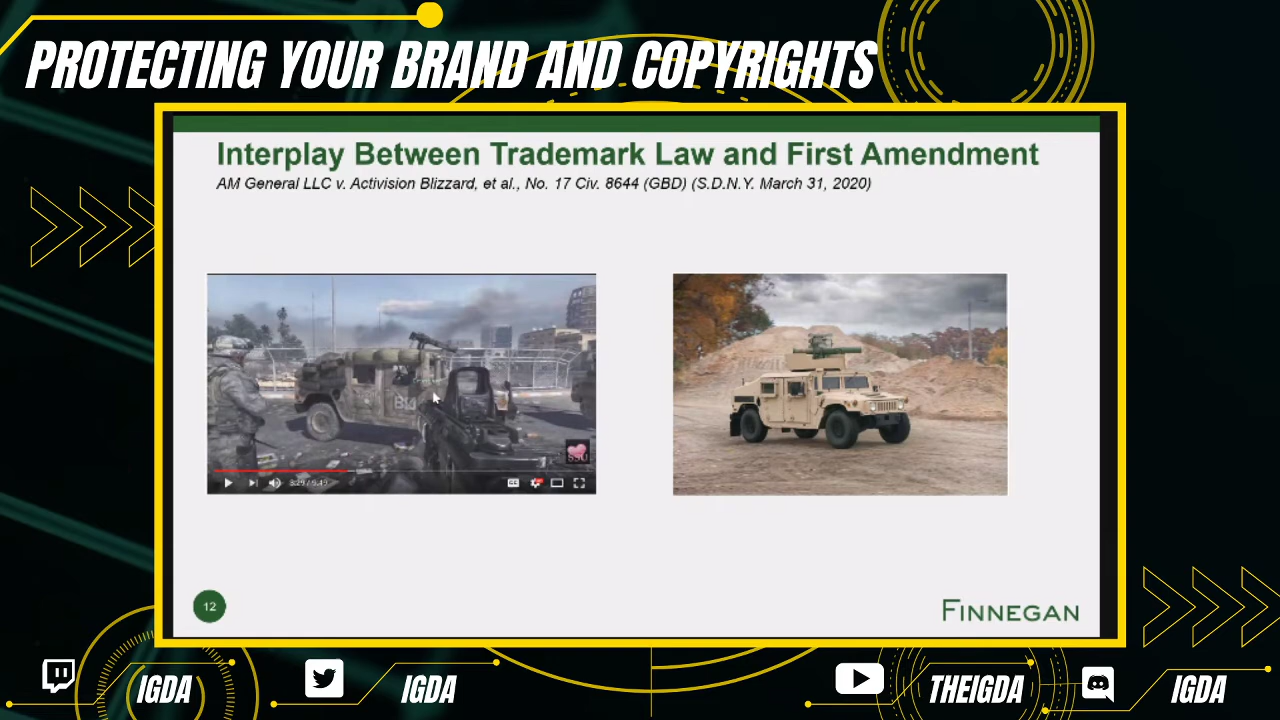 PROTECTING YOUR BRAND AND COPYRIGHTS
Interplay Between Trademark Law and First Amendment
AM General LLC v. Activision Blizzard, et al., No. 17 Civ. 8644 (GBD) (S.D.N.Y. March 31, 2020)
CC
12
FINNEGAN
IGDA
IGDA
THEIGDA
IGDA